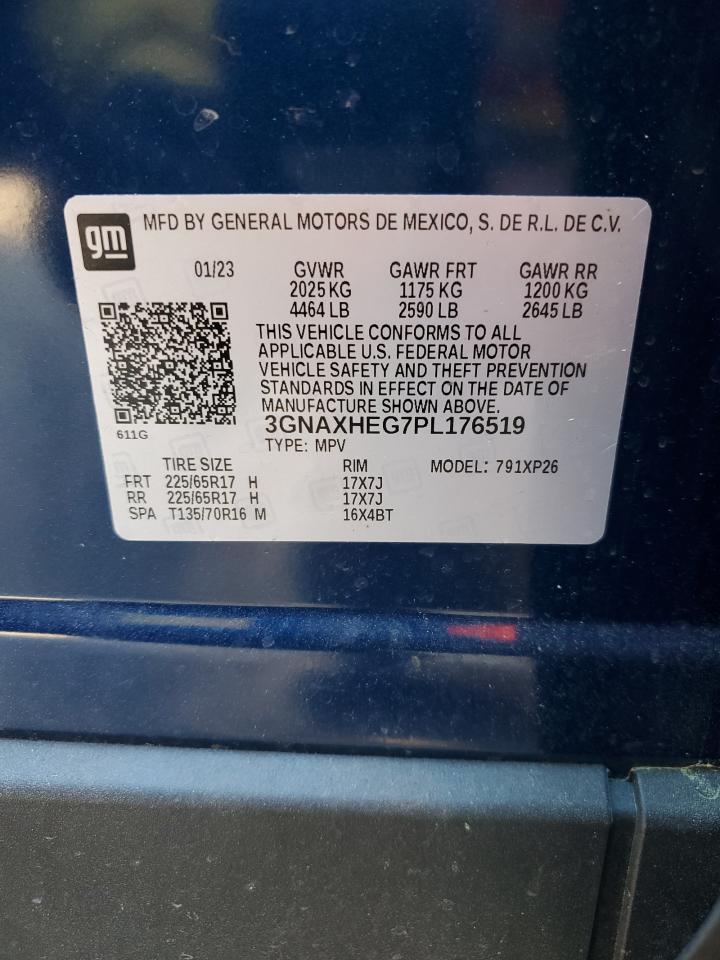 gm
MFD BY GENERAL MOTORS DE MEXICO, S. DE R.L. DE C.V.
01/23 GVWR GAWR FRT GAWR RR
2025 KG 1175 KG 1200 KG
4464 LB 2590 LB 2645 LB
THIS VEHICLE CONFORMS TO ALL
APPLICABLE U.S. FEDERAL MOTOR
VEHICLE SAFETY AND THEFT PREVENTION
STANDARDS IN EFFECT ON THE DATE OF
MANUFACTURE SHOWN ABOVE.
611G
3GNAXHEG7PL176519
TYPE: MPV
TIRE SIZE RIM MODEL: 791XP26
FRT 225/65R17 H 17X7J
RR 225/65R17 H 17X7J
SPA T135/70R16 M 16X4BT